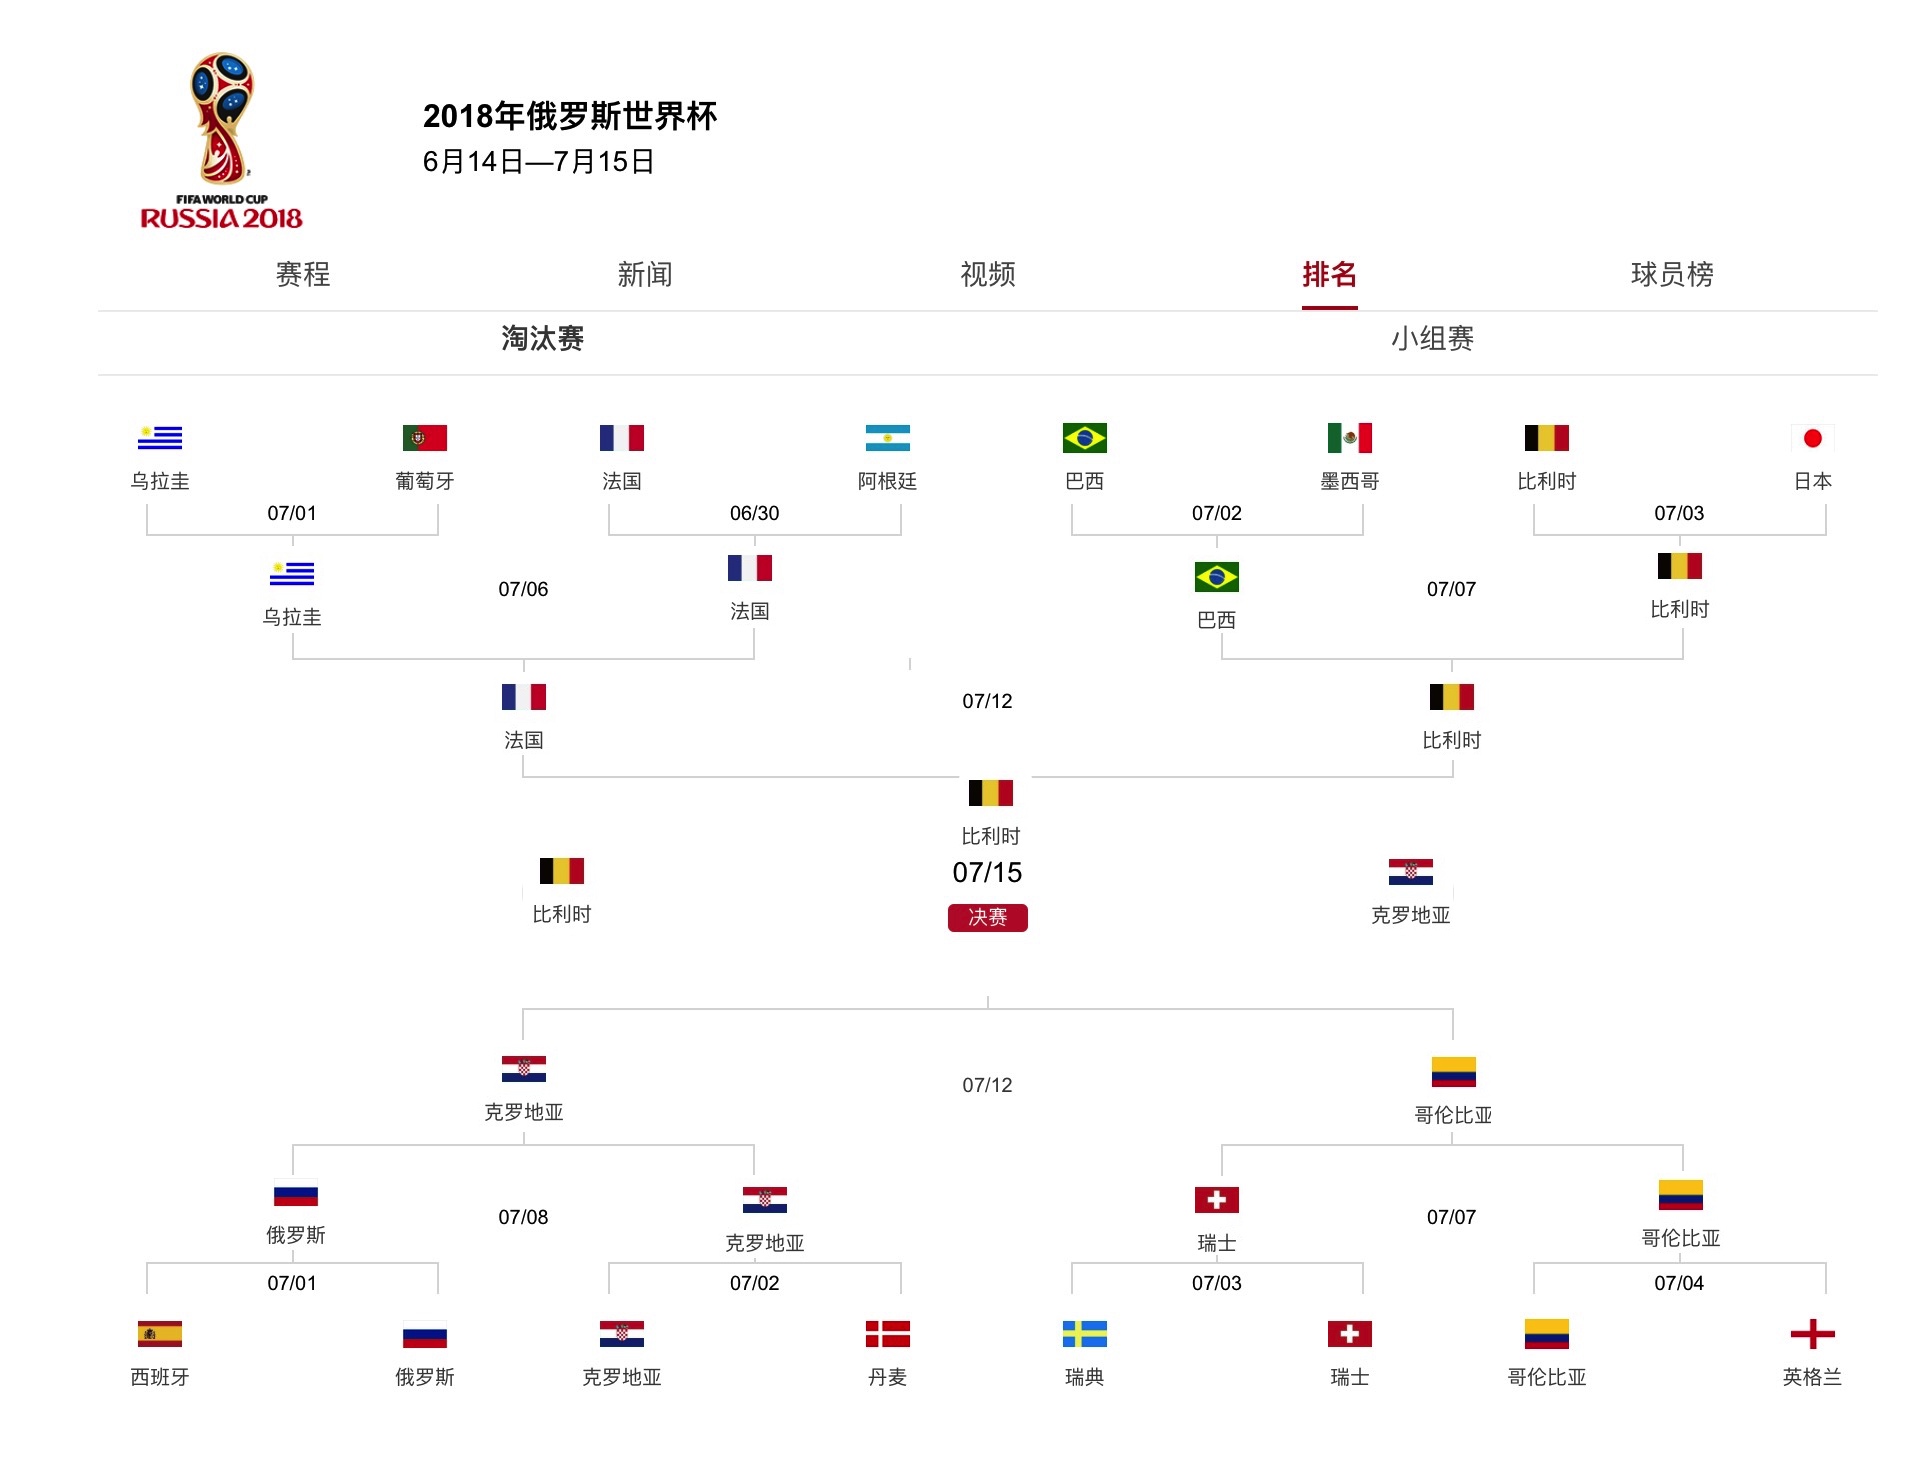 2018年俄罗斯世界杯
6月14日—7月15日
FIFA WORLD CUP
RUSSIA 2018
赛程 新闻 视频 排名 球员榜
淘汰赛 小组赛
乌拉圭 葡萄牙 法国 阿根廷 巴西 墨西哥 比利时 日本
07/01 06/30 07/02 07/03
乌拉圭 07/06 法国 巴西 07/07 比利时
07/12
法国 比利时
比利时
07/15
比利时 决赛 克罗地亚
克罗地亚 07/12 哥伦比亚
俄罗斯 07/08 克罗地亚 瑞士 07/07 哥伦比亚
07/01 07/02 07/03 07/04
西班牙 俄罗斯 克罗地亚 丹麦 瑞典 瑞士 哥伦比亚 英格兰